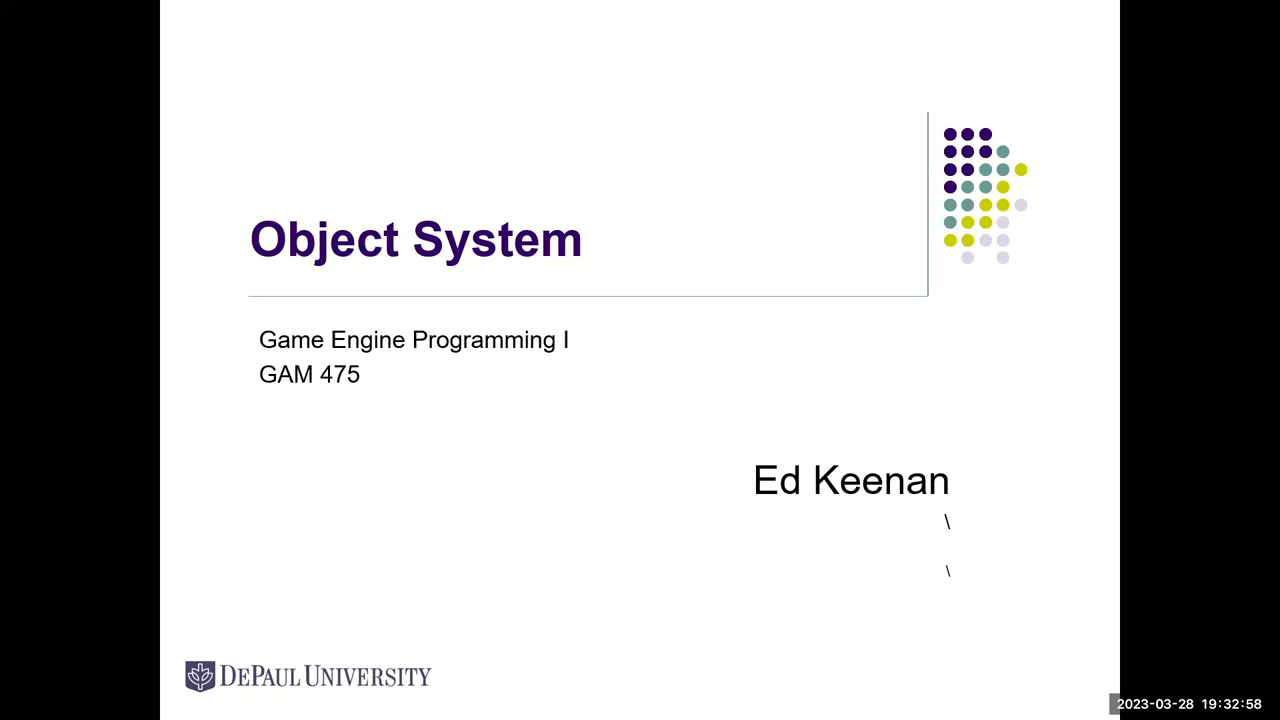 Object System
Game Engine Programming I
GAM 475
Ed Keenan
\
\
DEPAUL UNIVERSITY
2023-03-28 19:32:58